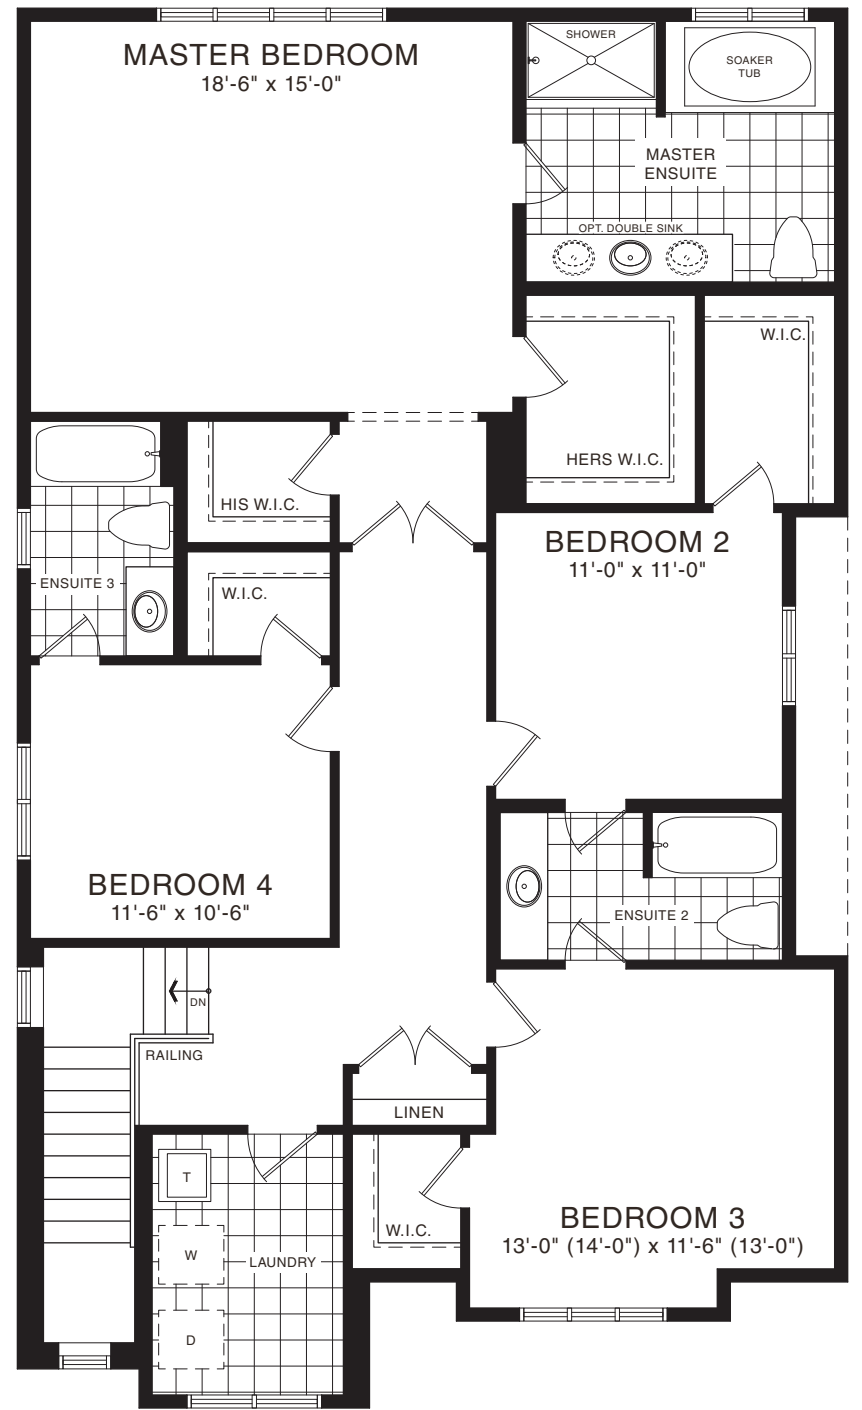 SHOWER
MASTER BEDROOM
18'-6" x 15'-0"
SOAKER
TUB
MASTER
ENSUITE
OPT. DOUBLE SINK
W.I.C.
HERS W.I.C.
HIS W.I.C.
BEDROOM 2
11'-0" x 11'-0"
ENSUITE 3
W.I.C.
BEDROOM 4
11'-6" x 10'-6"
ENSUITE 2
DN
RAILING
LINEN
T
W.I.C.
BEDROOM 3
13'-0" (14'-0") x 11'-6" (13'-0")
W
LAUNDRY
D